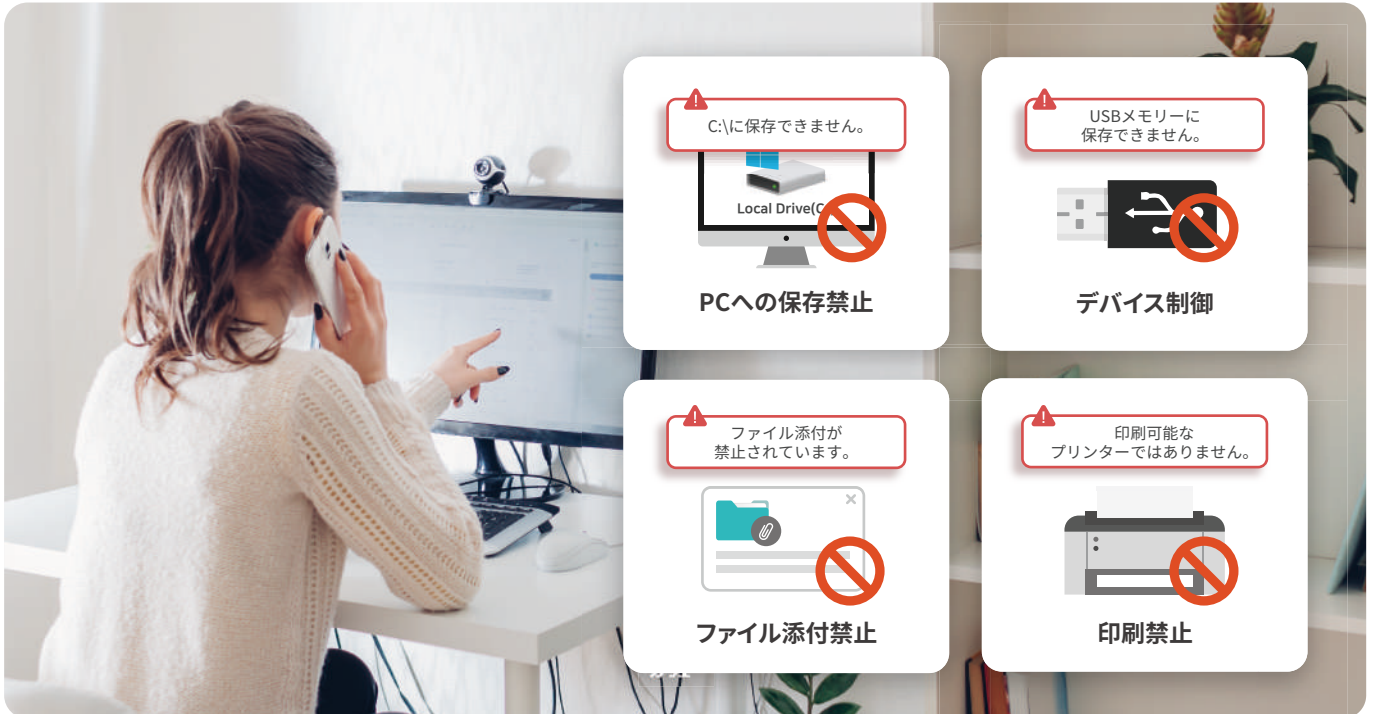 C:\に保存できません。
Local Drive(C
PCへの保存禁止
USBメモリーに
保存できません。
デバイス制御
ファイル添付が
禁止されています。
ファイル添付禁止
印刷可能な
プリンターではありません。
印刷禁止